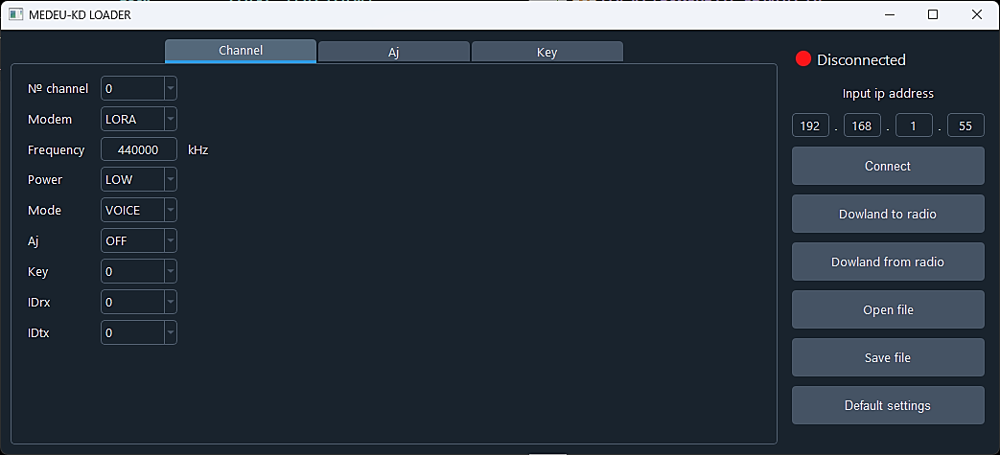 MEDEU-KD LOADER
Channel
Aj
Key
Nº channel 0
Modem LORA
Frequency 440000 kHz
Power LOW
Mode VOICE
Aj OFF
Key 0
IDrx 0
IDtx 0
Disconnected
Input ip address
192 . 168 . 1 . 55
Connect
Dowland to radio
Dowland from radio
Open file
Save file
Default settings